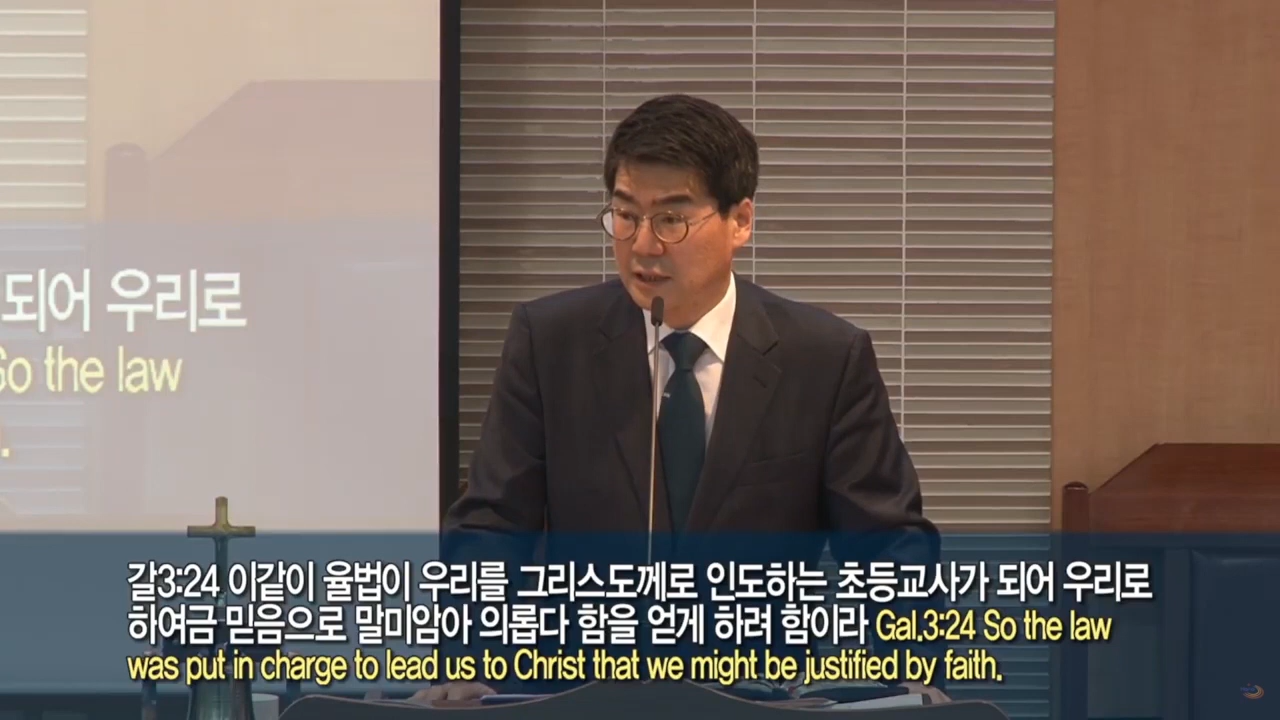 되어 우리로
So the law
갈3:24 이같이 율법이 우리를 그리스도께로 인도하는 초등교사가 되어 우리로
하여금 믿음으로 말미암아 의롭다 함을 얻게 하려 함이라 Gal.3:24 So the law
was put in charge to lead us to Christ that we might be justified by faith.